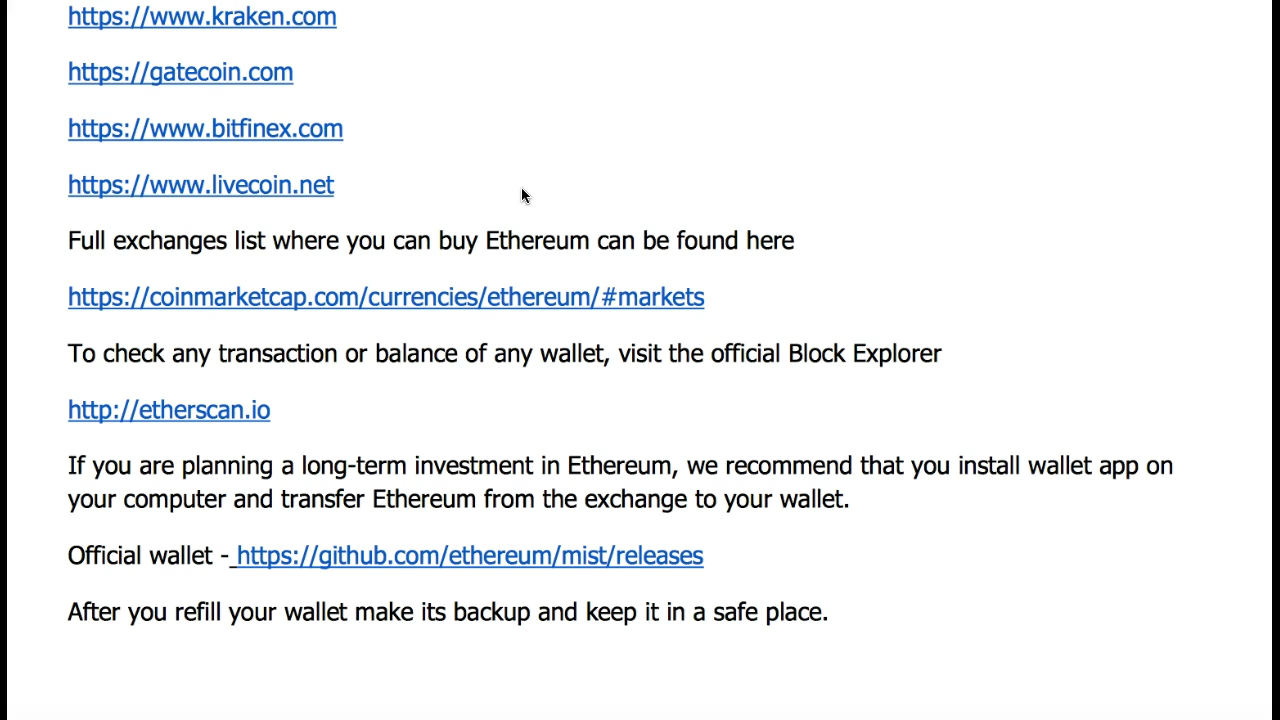 https://www.kraken.com
https://gatecoin.com
https://www.bitfinex.com
https://www.livecoin.net
Full exchanges list where you can buy Ethereum can be found here
https://coinmarketcap.com/currencies/ethereum/#markets
To check any transaction or balance of any wallet, visit the official Block Explorer
http://etherscan.io
If you are planning a long-term investment in Ethereum, we recommend that you install wallet app on
your computer and transfer Ethereum from the exchange to your wallet.
Official wallet - https://github.com/ethereum/mist/releases
After you refill your wallet make its backup and keep it in a safe place.